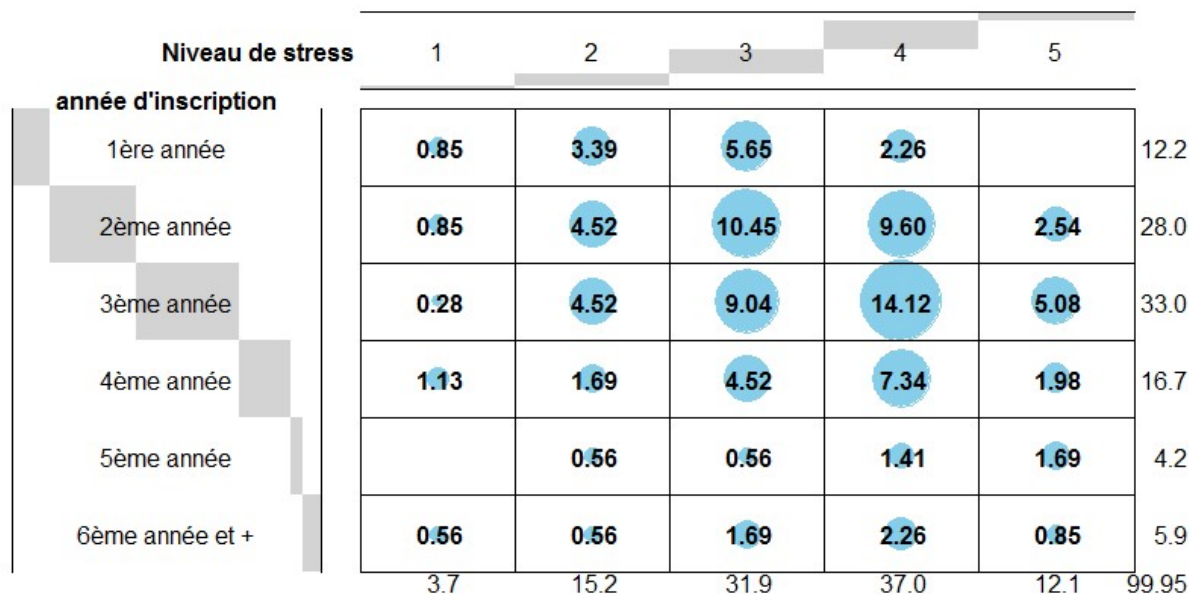 Niveau de stress 1 2 3 4 5
année d'inscription
1ère année 0.85 3.39 5.65 2.26 12.2
2ème année 0.85 4.52 10.45 9.60 2.54 28.0
3ème année 0.28 4.52 9.04 14.12 5.08 33.0
4ème année 1.13 1.69 4.52 7.34 1.98 16.7
5ème année 0.56 0.56 1.41 1.69 4.2
6ème année et + 0.56 0.56 1.69 2.26 0.85 5.9
3.7 15.2 31.9 37.0 12.1 99.95